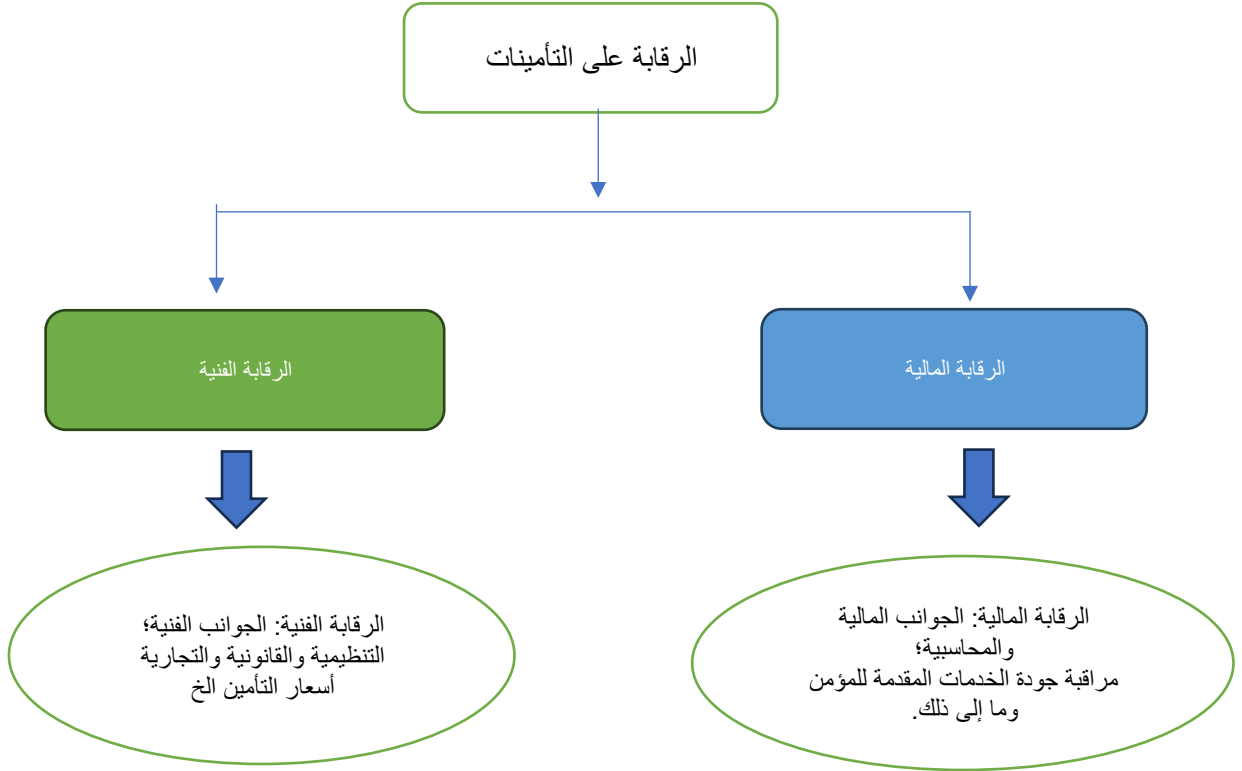 الرقابة على التأمينات
الرقابة المالية
الرقابة الفنية
الرقابة المالية: الجوانب المالية
والمحاسبية؛
مراقبة جودة الخدمات المقدمة للمؤمن
وما إلى ذلك.
الرقابة الفنية: الجوانب الفنية؛
التنظيمية والقانونية والتجارية
أسعار التأمين الخ